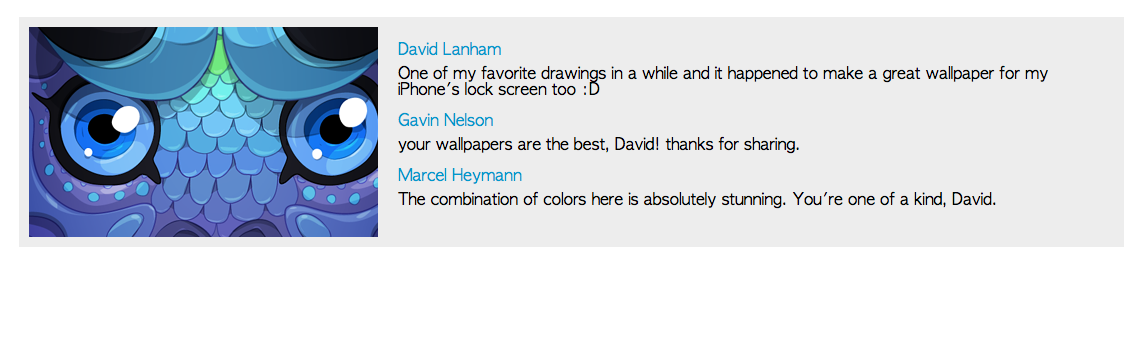 David Lanham
One of my favorite drawings in a while and it happened to make a great wallpaper for my
iPhone's lock screen too :D
Gavin Nelson
your wallpapers are the best, David! thanks for sharing.
Marcel Heymann
The combination of colors here is absolutely stunning. You're one of a kind, David.